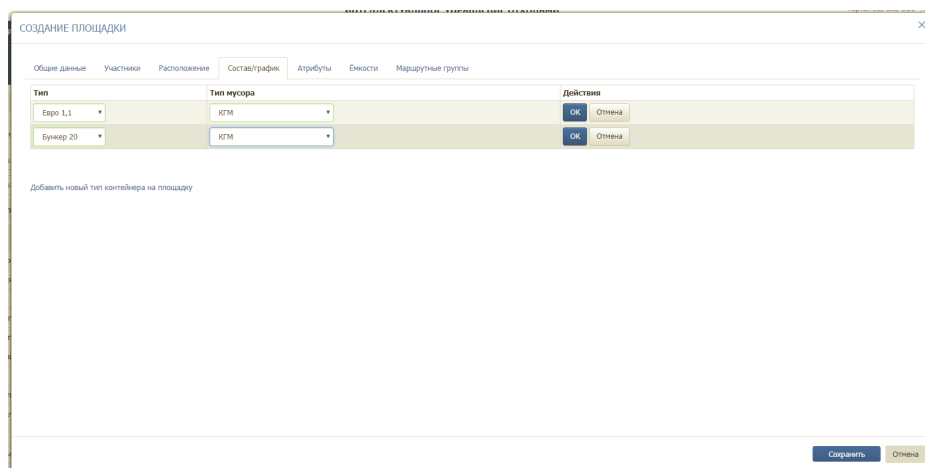 СОЗДАНИЕ ПЛОЩАДКИ
Общие данные Участники Расположение Состав/график Атрибуты Ёмкости Маршрутные группы
Тип Тип мусора Действия
Евро 1,1 КГМ ОК Отмена
Бункер 20 КГМ ОК Отмена
Добавить новый тип контейнера на площадку
Сохранить Отмена